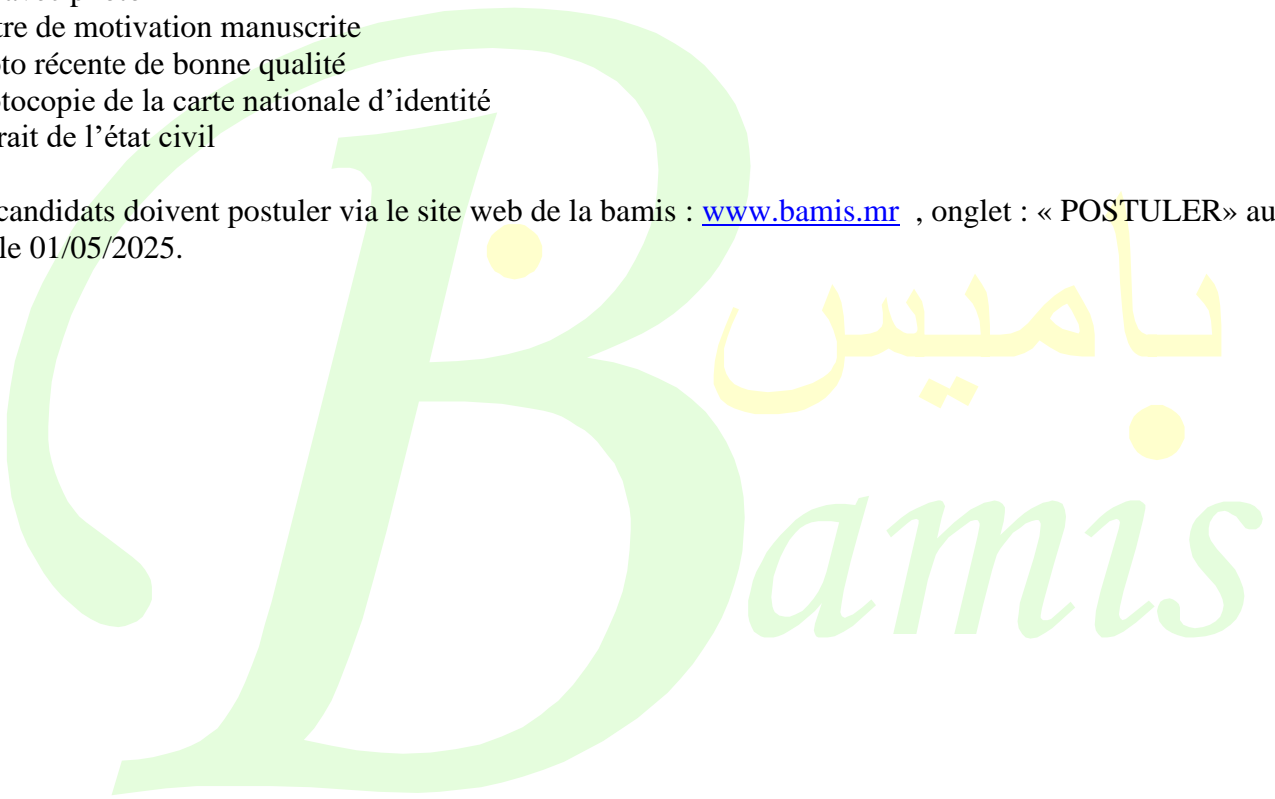 tre de motivation manuscrite
to récente de bonne qualité
tocopie de la carte nationale d’identité
rait de l’état civil
candidats doivent postuler via le site web de la bamis : www.bamis.mr , onglet : « POSTULER» au
le 01/05/2025.
باميس
Bamis